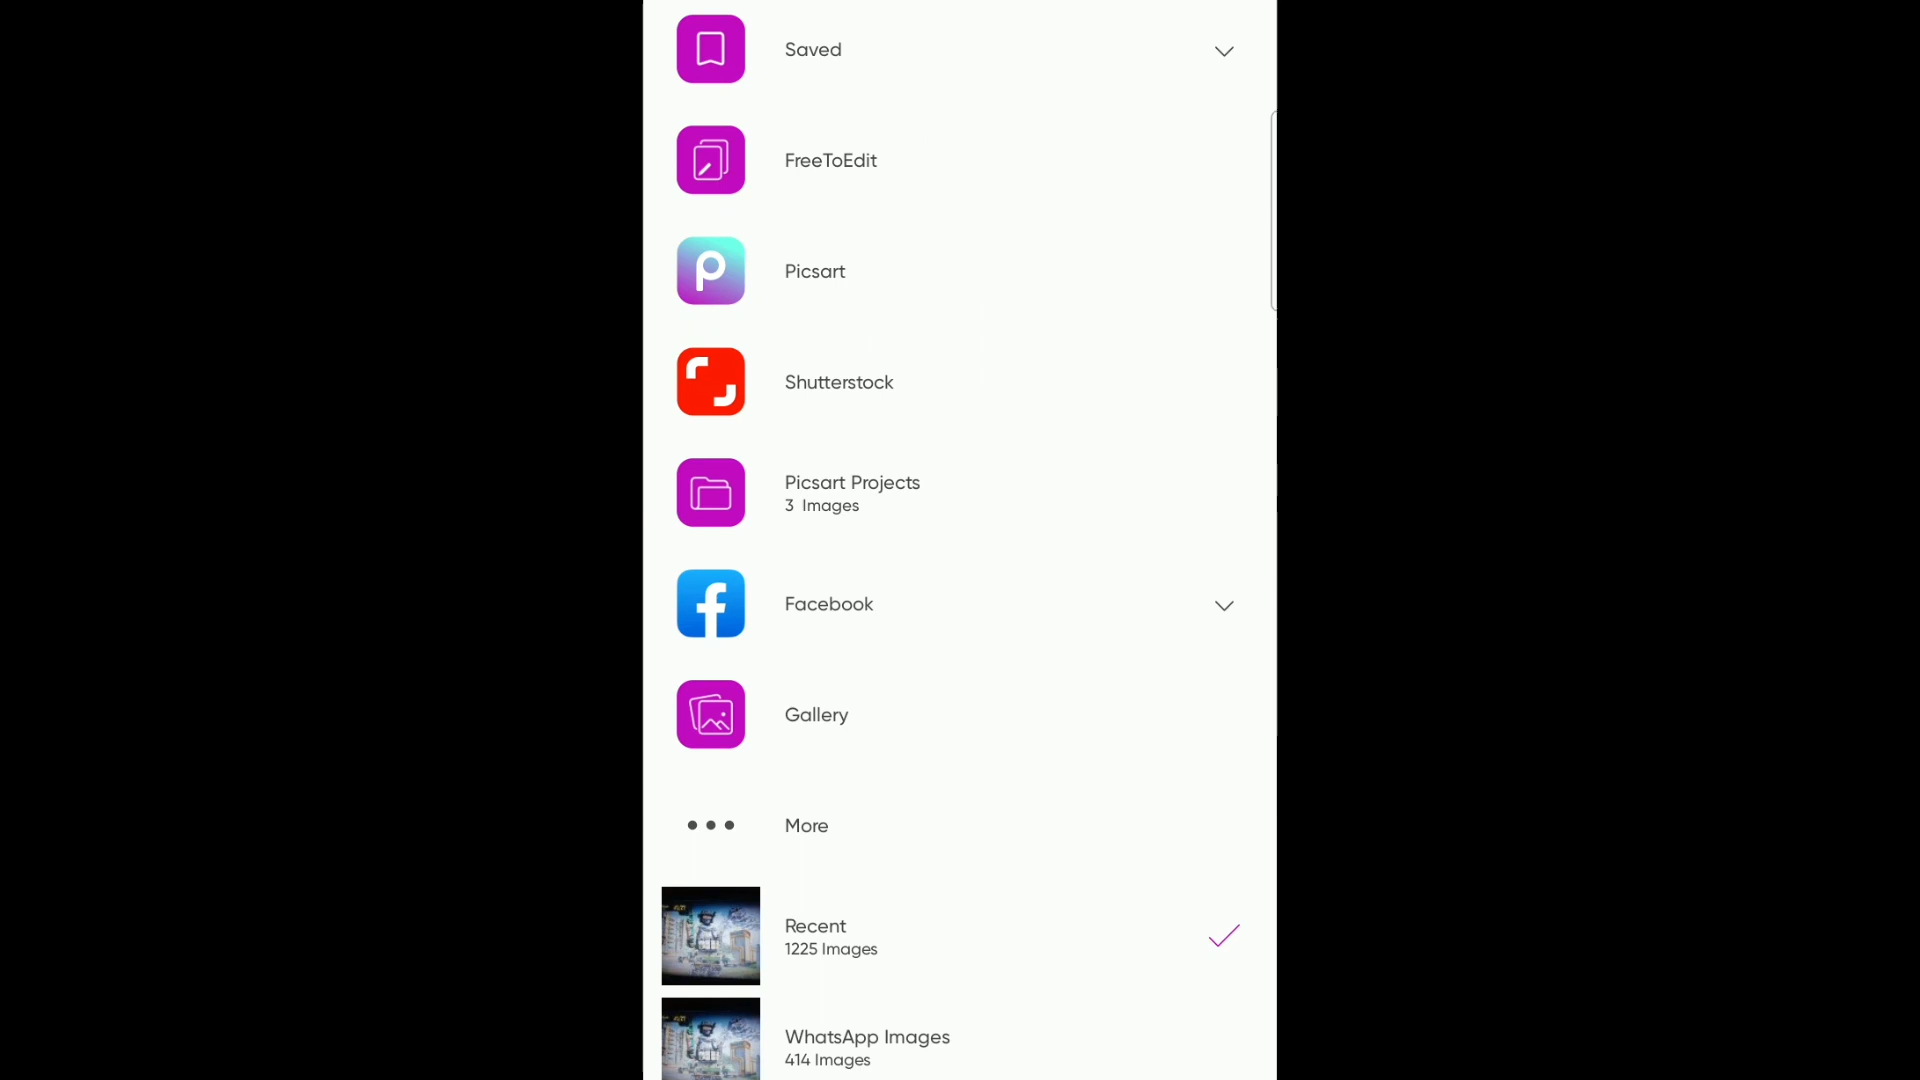 Saved
FreeToEdit
Picsart
Shutterstock
Picsart Projects
3 Images
Facebook
Gallery
More
Recent
1225 Images
WhatsApp Images
414 Images